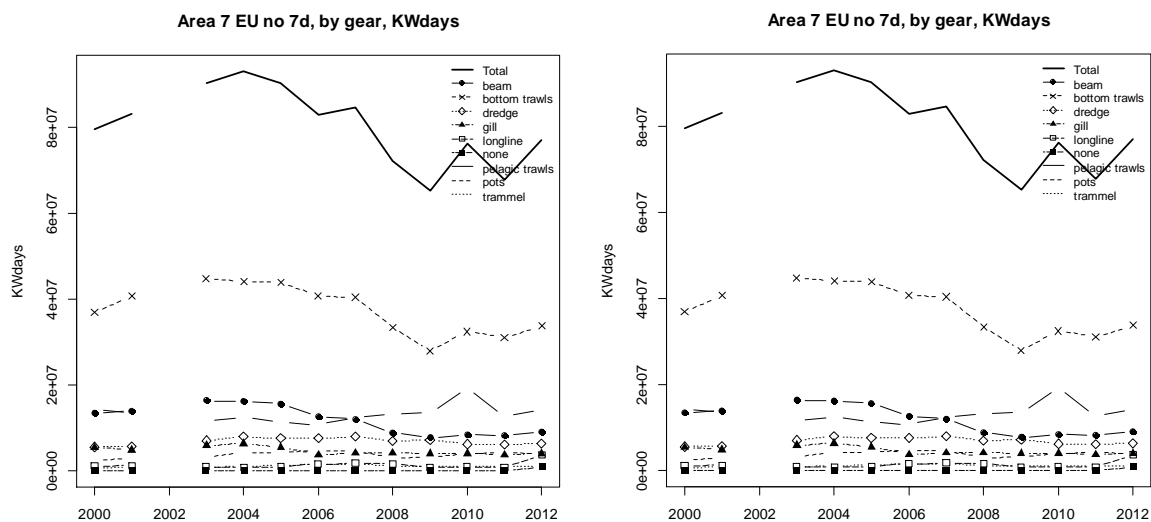 Area 7 EU no 7d, by gear, KWdays
KWdays
8e+07
6e+07
4e+07
2e+07
0e+00
2000 2002 2004 2006 2008 2010 2012
Total
beam
bottom trawls
dredge
gill
longline
none
pelagic trawls
pots
trammel
Area 7 EU no 7d, by gear, KWdays
KWdays
8e+07
6e+07
4e+07
2e+07
0e+00
2000 2002 2004 2006 2008 2010 2012
Total
beam
bottom trawls
dredge
gill
longline
none
pelagic trawls
pots
trammel